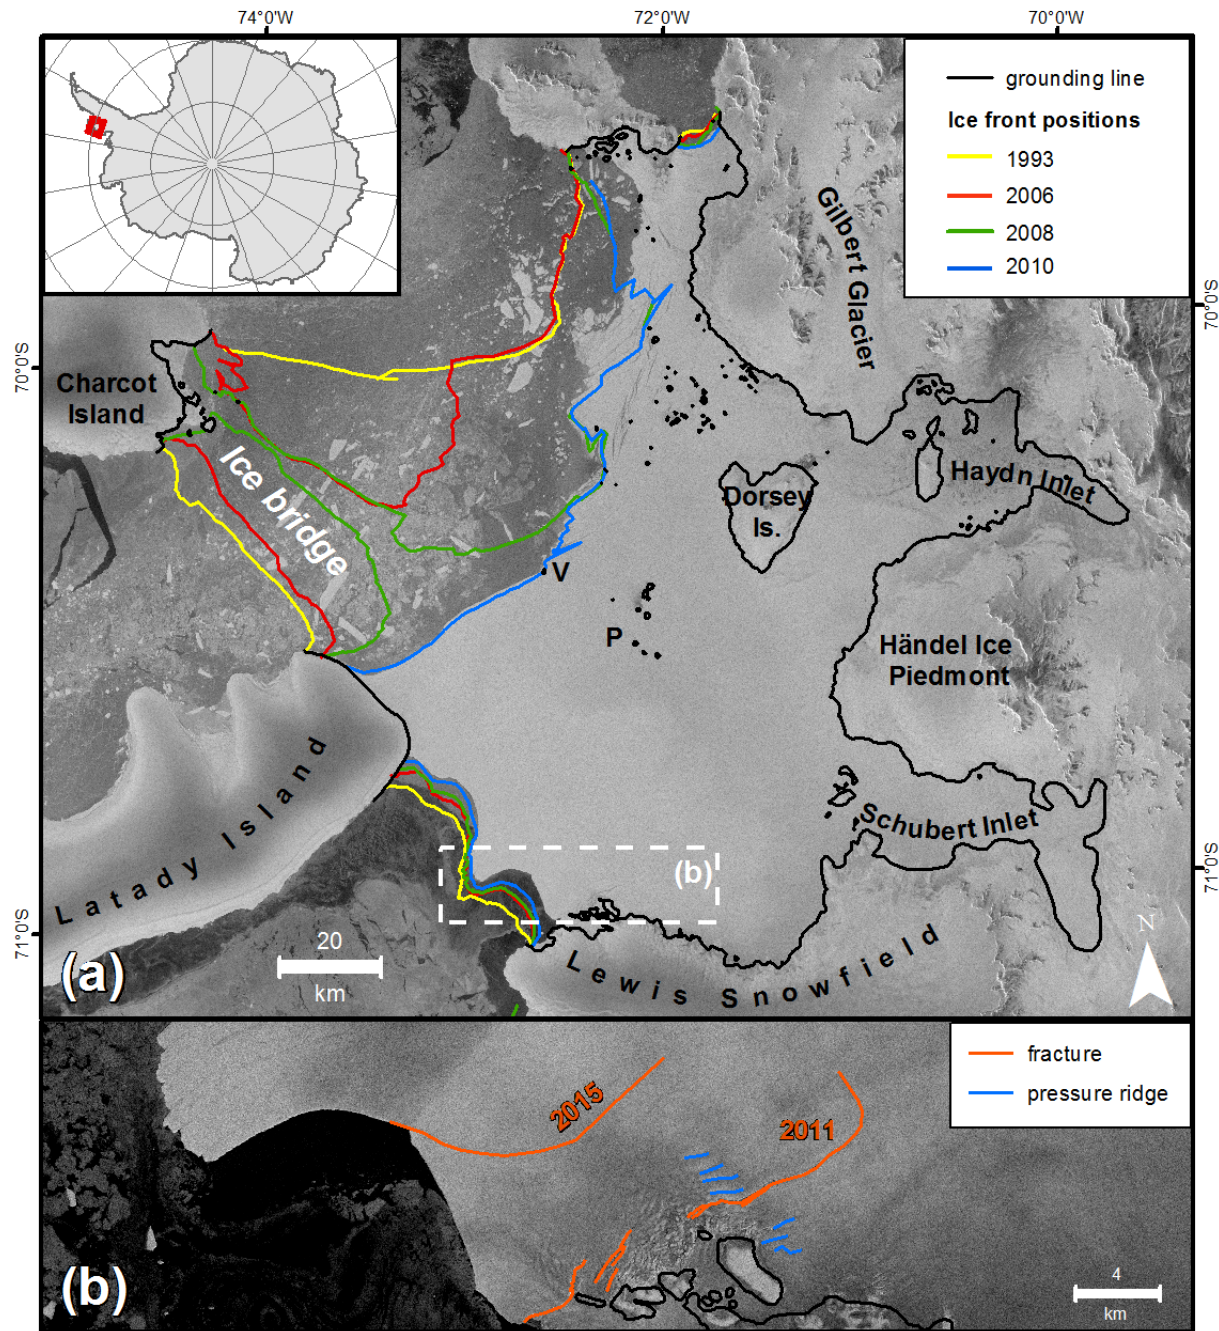 74°0'W
72°0'W
70°0'W
grounding line
Ice front positions
1993
2006
2008
2010
Gilbert Glacier
70°0'S
70°0'S
Charcot
Island
Ice bridge
Dorsey
Is.
Haydn Inlet
V
P
Händel Ice
Piedmont
Latady Island
Schubert Inlet
(b)
71°0'S
71°0'S
20
km
Lewis Snowfield
N
(a)
fracture
pressure ridge
2015
2011
(b)
4
km